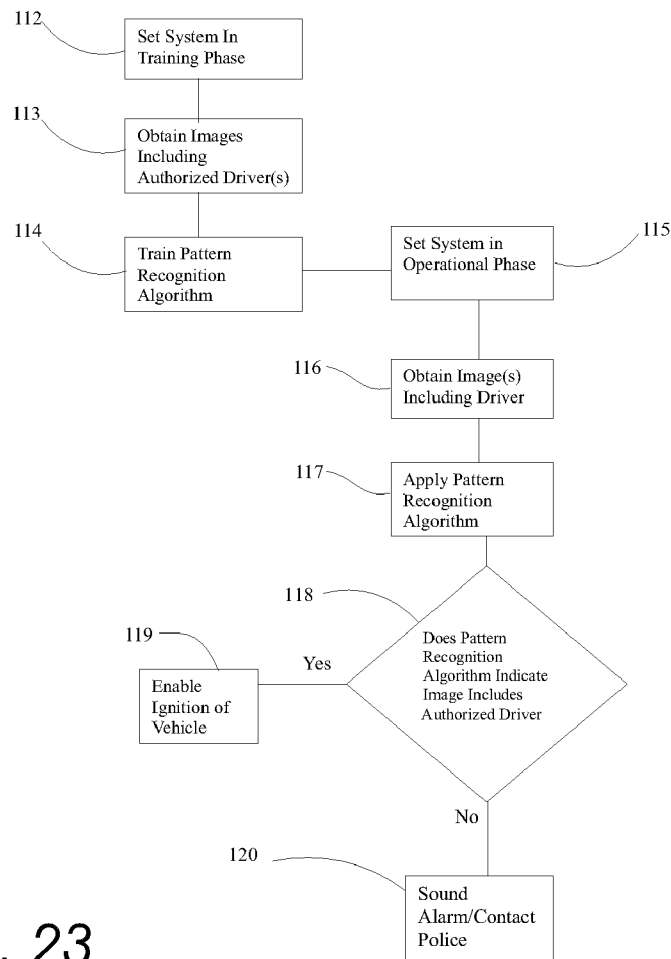 112
Set System In
Training Phase
113
Obtain Images
Including
Authorized Driver(s)
114
Train Pattern
Recognition
Algorithm
115
Set System in
Operational Phase
116
Obtain Image(s)
Including Driver
117
Apply Pattern
Recognition
Algorithm
118
Does Pattern
Recognition
Algorithm Indicate
Image Includes
Authorized Driver
Yes
119
Enable
Ignition of
Vehicle
No
120
Sound
Alarm/Contact
Police
23